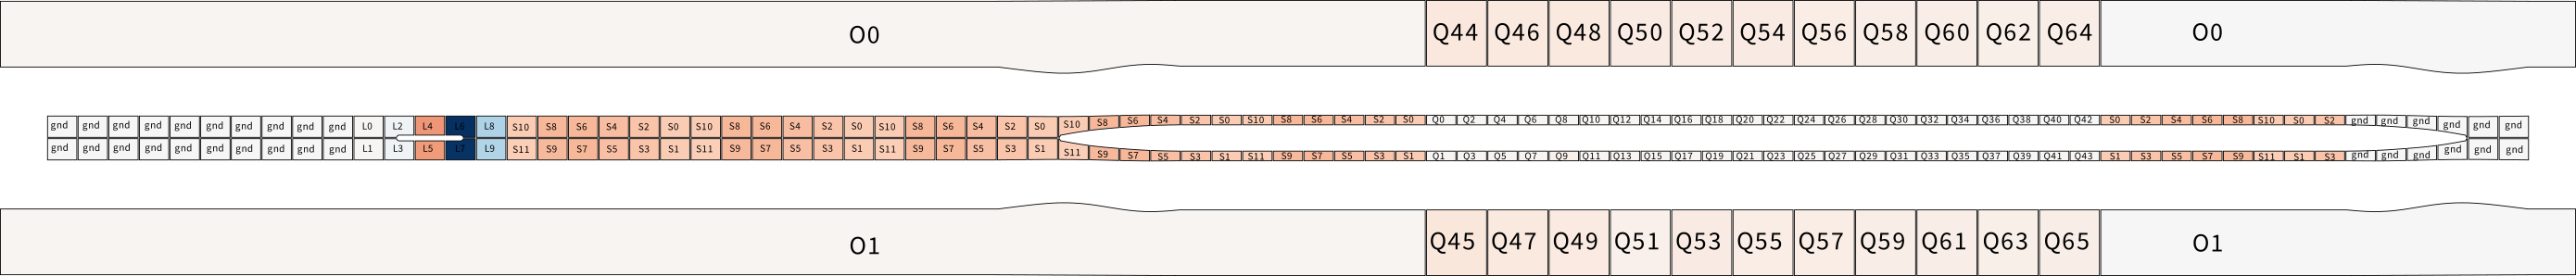 O0 Q44 Q46 Q48 Q50 Q52 Q54 Q56 Q58 Q60 Q62 Q64 O0
gnd gnd gnd gnd gnd gnd gnd gnd gnd gnd L0 L2 L4 L6 L8 S10 S8 S6 S4 S2 S0 S10 S8 S6 S4 S2 S0 S10 S8 S6 S4 S2 S0 S10 S8 S6 S4 S2 S0 S10 S8 S6 S4 S2 S0 Q0 Q2 Q4 Q6 Q8 Q10 Q12 Q14 Q16 Q18 Q20 Q22 Q24 Q26 Q28 Q30 Q32 Q34 Q36 Q38 Q40 Q42 S0 S2 S4 S6 S8 S10 S0 S2 gnd gnd gnd gnd gnd gnd
gnd gnd gnd gnd gnd gnd gnd gnd gnd gnd L1 L3 L5 L7 L9 S11 S9 S7 S5 S3 S1 S11 S9 S7 S5 S3 S1 S11 S9 S7 S5 S3 S1 S11 S9 S7 S5 S3 S1 S11 S9 S7 S5 S3 S1 Q1 Q3 Q5 Q7 Q9 Q11 Q13 Q15 Q17 Q19 Q21 Q23 Q25 Q27 Q29 Q31 Q33 Q35 Q37 Q39 Q41 Q43 S1 S3 S5 S7 S9 S11 S1 S3 gnd gnd gnd gnd gnd gnd
O1 Q45 Q47 Q49 Q51 Q53 Q55 Q57 Q59 Q61 Q63 Q65 O1